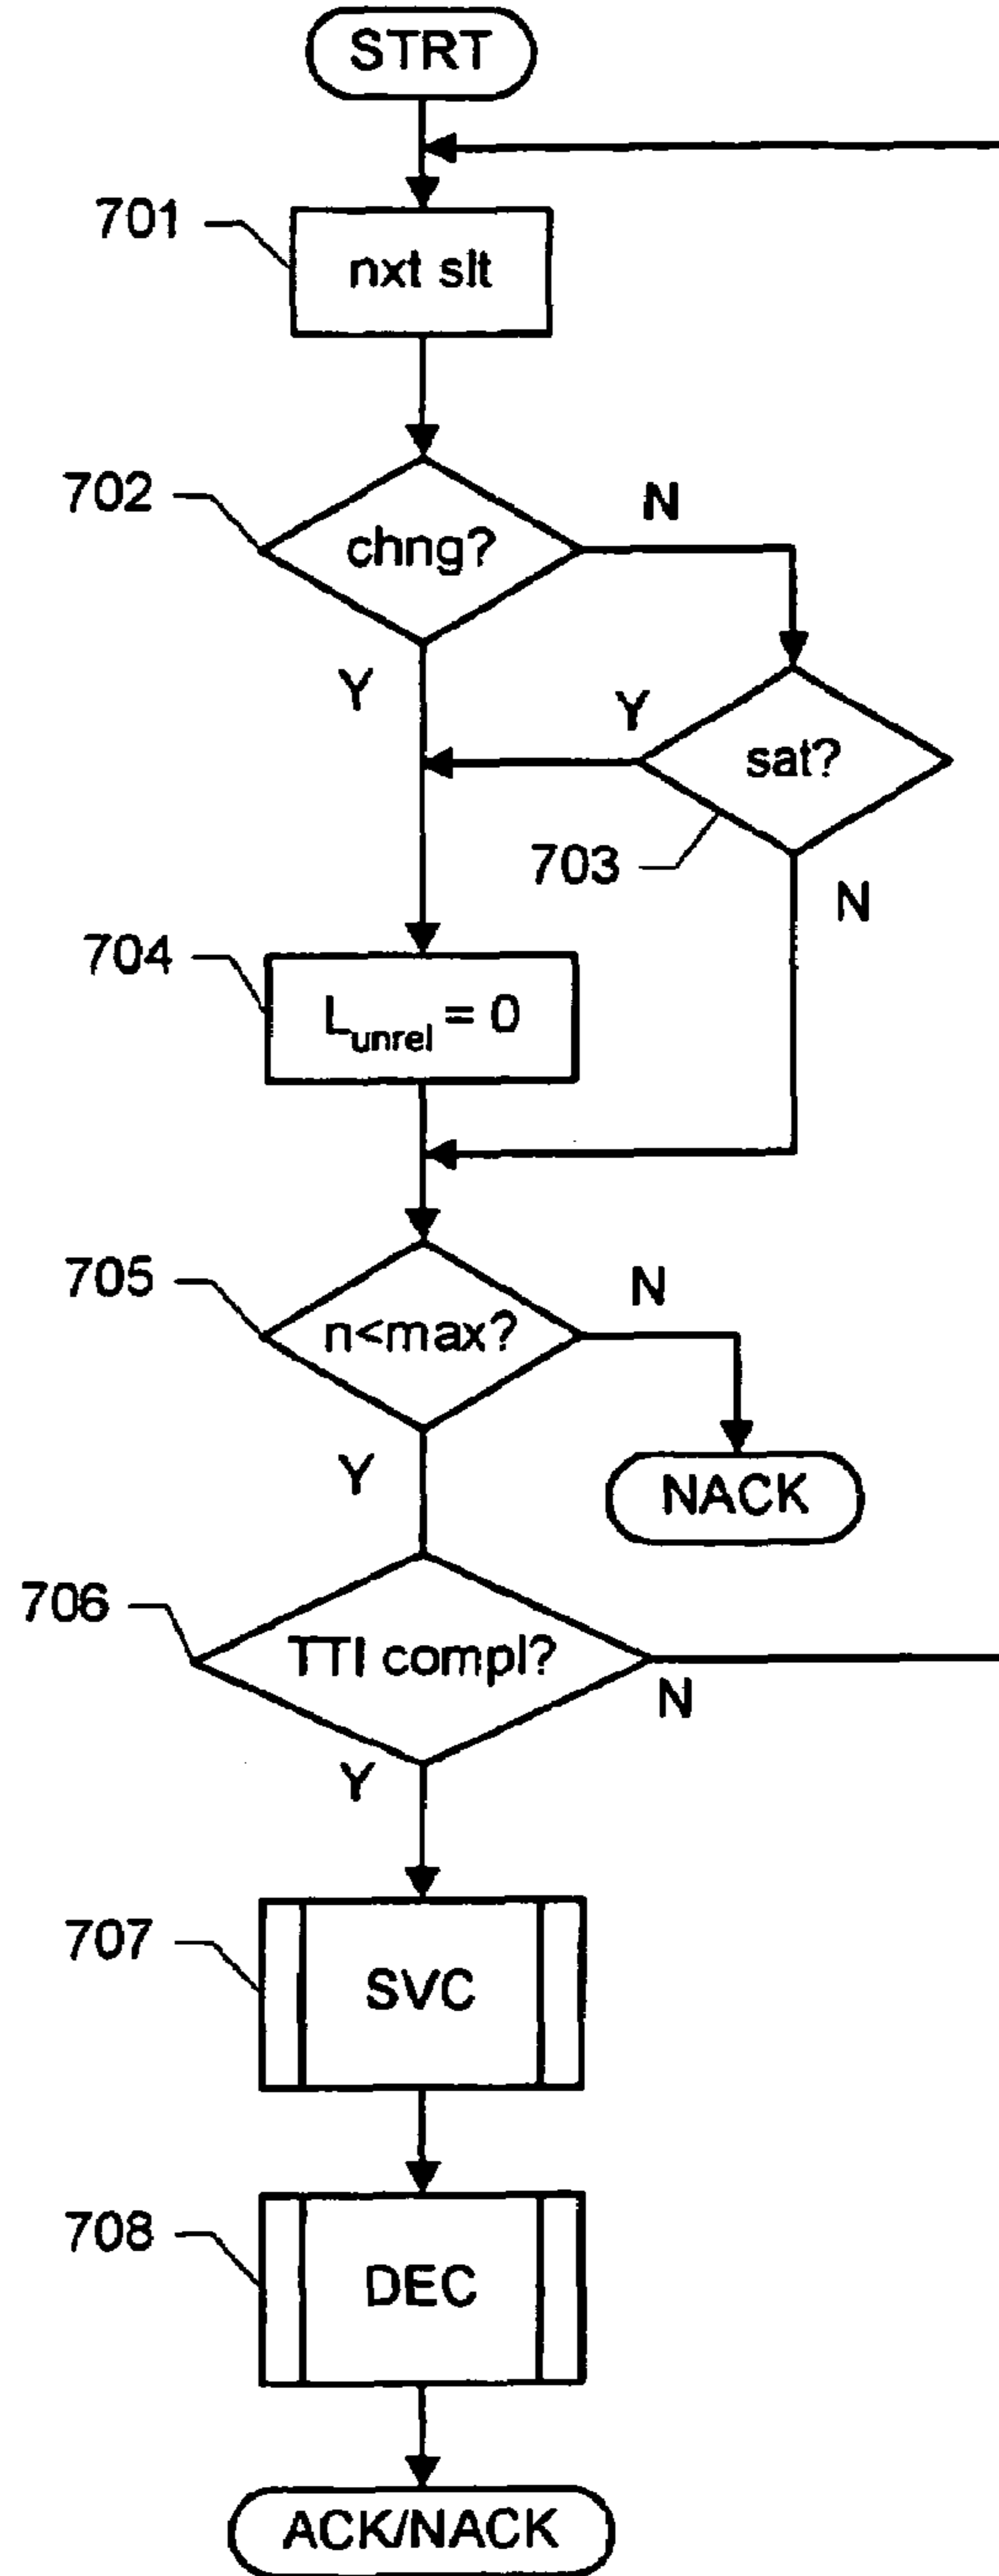 STRT
701
nxt slt
702
chng?
N
Y
Y
sat?
703
N
704
L_unrel = 0
705
n<max?
N
Y
NACK
706
TTI compl?
N
Y
707
SVC
708
DEC
ACK/NACK